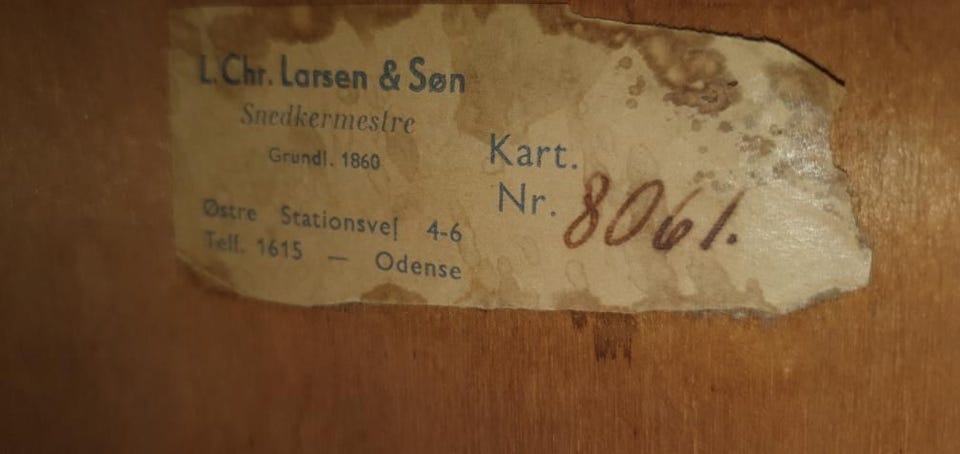 L. Chr. Larsen & Søn
Snedkermestre
Grundl. 1860
Østre Stationsvej 4-6
Telf. 1615 — Odense
Kart.
Nr. 8061.